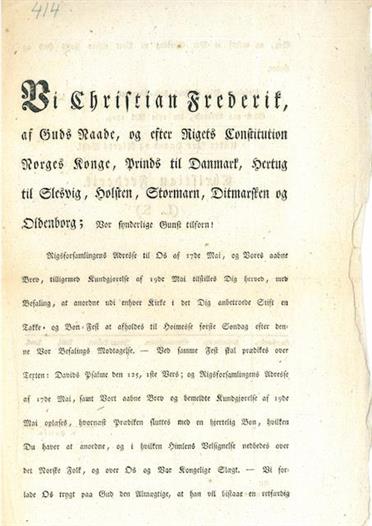 414
Vi Christian Frederik,
af Guds Naade, og efter Rigets Constitution
Norges Konge, Prinds til Danmark, Hertug
til Slesvig, Holsten, Stormarn, Ditmarsken og
Oldenborg; Vor synderlige Gunst tilforn!
Rigsforsamlingens Adresse til Os af 17de Mai, og Vores aabne
Brev, tilligemed Kundgjørelse af 19de Mai tilstilles Dig herved, med
Befaling, at anordne udi enhver Kirke i det Dig anbetroede Stift en
Takke- og Bøn-Fest at afholdes til Høimesse første Søndag efter den-
ne Vor Befalings Modtagelse. — Ved samme Fest skal prædikes over
Texten: Davids Psalme den 125, 1ste Vers; og Rigsforsamlingens Adresse
af 17de Mai, samt Vort aabne Brev og bemeldte Kundgjørelse af 19de
Mai oplæses, hvornæst Prædiken sluttes med en hjertelig Bøn, hvilken
Du haver at anordne, og i hvilken Himlens Velsignelse nedbedes over
det Norske Folk, og over Os og Vor Kongelige Slægt. — Vi for-
lade Os trygt paa Gud den Almægtige, at han vil bistaae en retfærdig